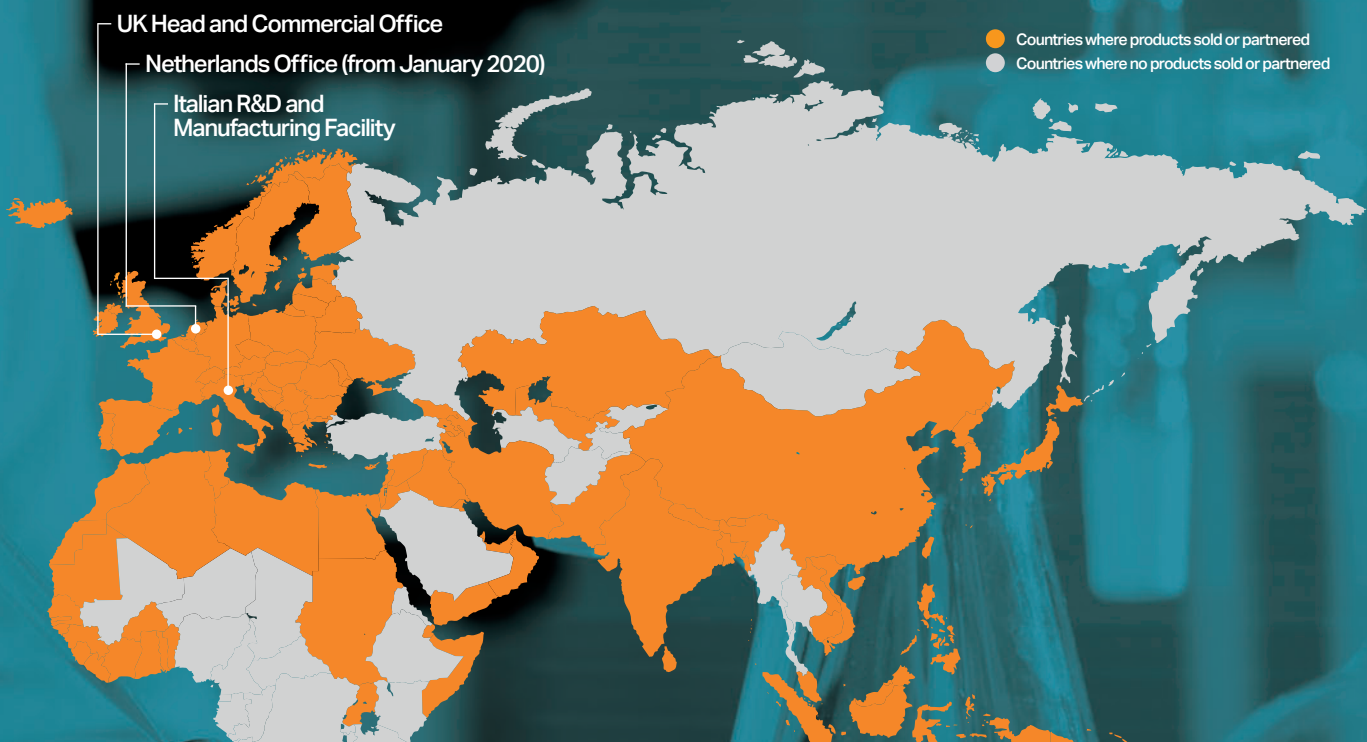 UK Head and Commercial Office
Netherlands Office (from January 2020)
Italian R&D and
Manufacturing Facility
Countries where products sold or partnered
Countries where no products sold or partnered